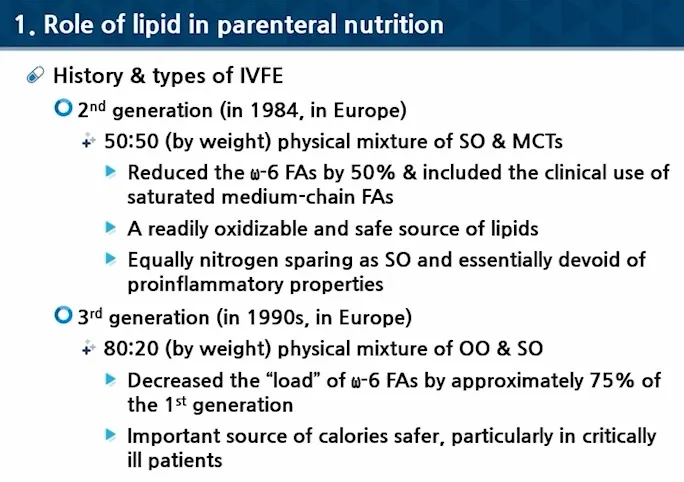 1. Role of lipid in parenteral nutrition
History & types of IVFE
2nd generation (in 1984, in Europe)
50:50 (by weight) physical mixture of SO & MCTs
Reduced the ω-6 FAs by 50% & included the clinical use of
saturated medium-chain FAs
A readily oxidizable and safe source of lipids
Equally nitrogen sparing as SO and essentially devoid of
proinflammatory properties
3rd generation (in 1990s, in Europe)
80:20 (by weight) physical mixture of OO & SO
Decreased the “load” of ω-6 FAs by approximately 75% of
the 1st generation
Important source of calories safer, particularly in critically
ill patients